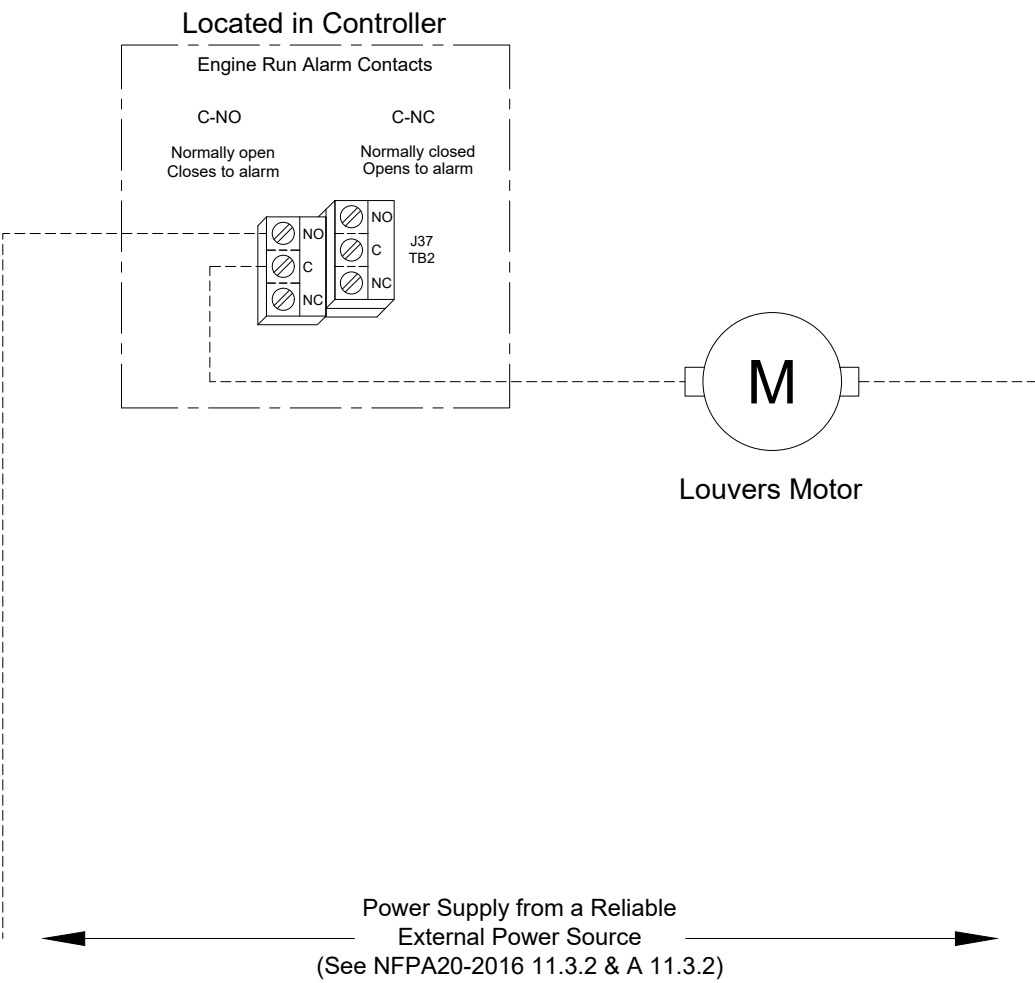 Located in Controller
Engine Run Alarm Contacts
C-NO
C-NC
Normally open
Closes to alarm
Normally closed
Opens to alarm
NO
C
NC
NO
C
NC
J37
TB2
M
Louvers Motor
Power Supply from a Reliable
External Power Source
(See NFPA20-2016 11.3.2 & A 11.3.2)